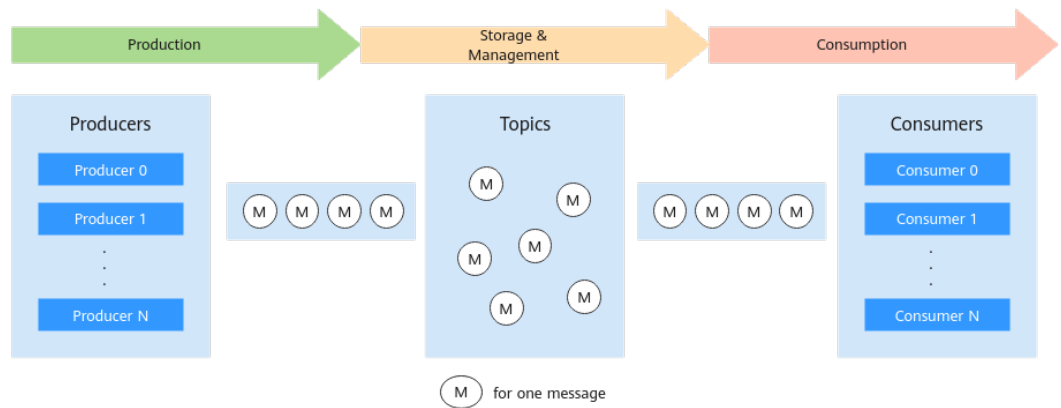 Production
Storage &
Management
Consumption
Producers
Topics
Consumers
Producer 0
Consumer 0
M
M
M M M M
M M M M
Producer 1
Consumer 1
M
M
.
.
.
.
.
.
M
M
Producer N
Consumer N
M for one message